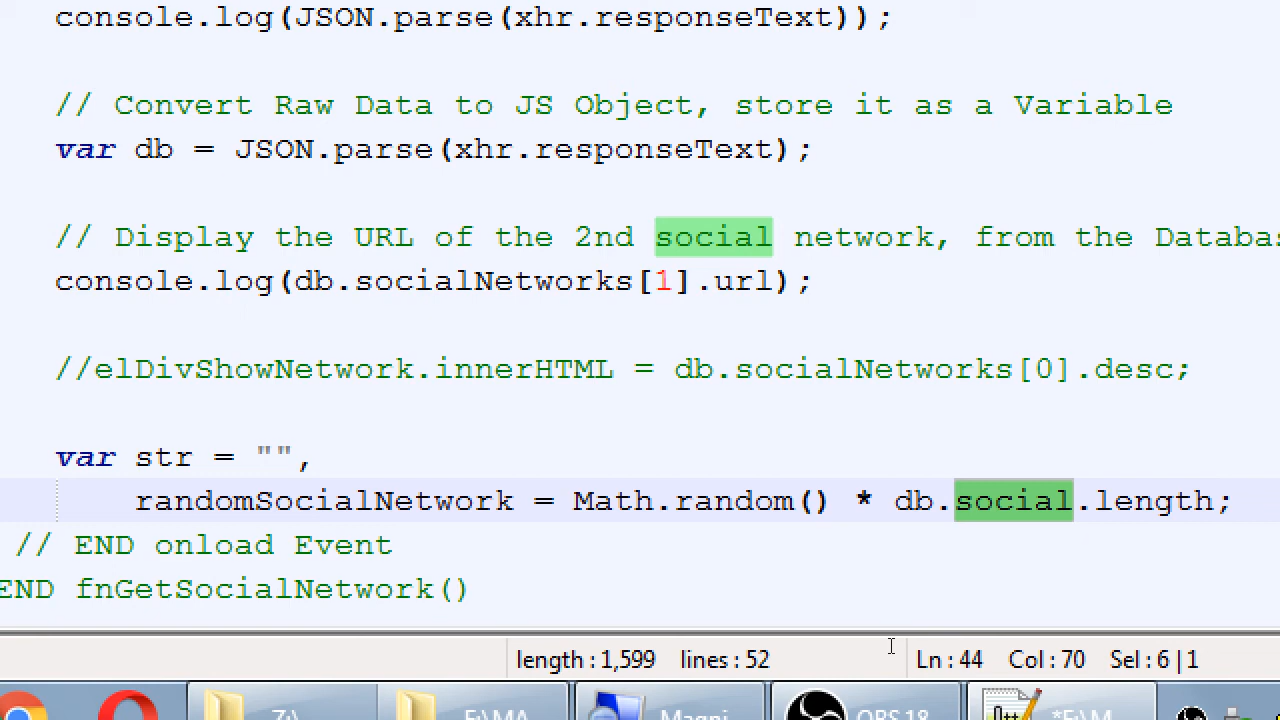 console.log(JSON.parse(xhr.responseText));
// Convert Raw Data to JS Object, store it as a Variable
var db = JSON.parse(xhr.responseText);
// Display the URL of the 2nd social network, from the Databas
console.log(db.socialNetworks[1].url);
//elDivShowNetwork.innerHTML = db.socialNetworks[0].desc;
var str = "",
randomSocialNetwork = Math.random() * db.social.length;
// END onload Event
END fnGetSocialNetwork()
length : 1,599 lines : 52 Ln : 44 Col : 70 Sel : 6 | 1
Z:\ F:\MA Magni OBS 18 *F:\M